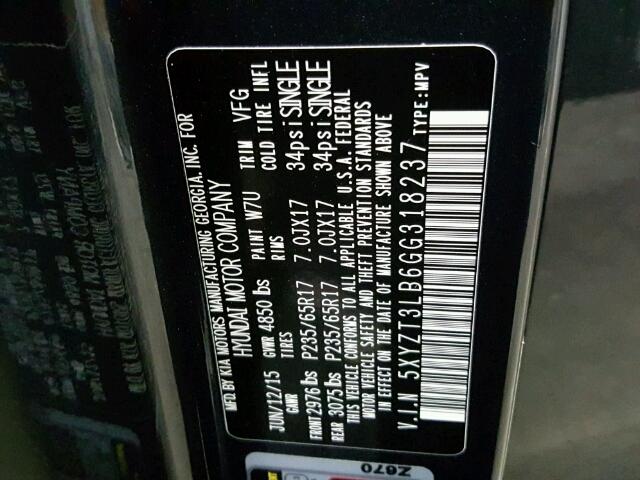 MFD.BY KIA MOTORS MANUFACTURING GEORGIA, INC. FOR
HYUNDAI MOTOR COMPANY
JUN/12/15 GVWR 4850 lbs PAINT W7U TRIM VFG
GAWR TIRES RIMS COLD TIRE INFL
FRONT 2976 lbs P235/65R17 7.0JX17 34psi SINGLE
REAR 3075 lbs P235/65R17 7.0JX17 34psi SINGLE
THIS VEHICLE CONFORMS TO ALL APPLICABLE U.S.A. FEDERAL
MOTOR VEHICLE SAFETY AND THEFT PREVENTION STANDARDS
IN EFFECT ON THE DATE OF MANUFACTURE SHOWN ABOVE
V.I.N 5XYZT3LB6GG318237 TYPE:MPV
Z670